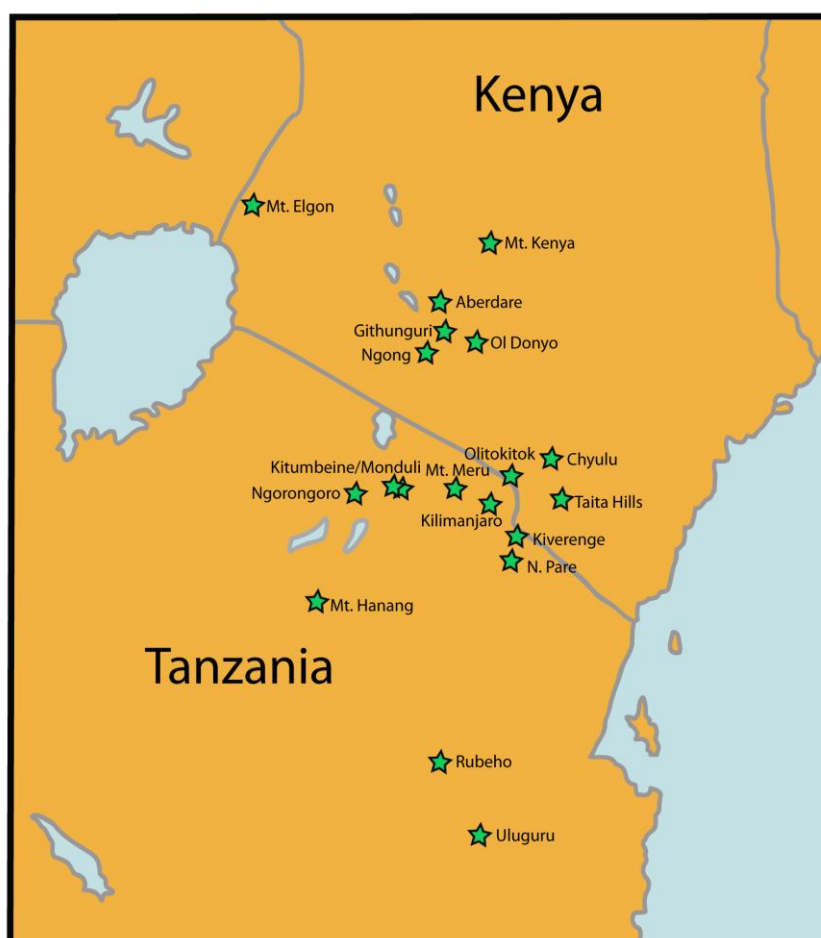 Kenya
Mt. Elgon
Mt. Kenya
Aberdare
Githunguri
Ol Donyo
Ngong
Olitokitok
Chyulu
Kitumbeine/Monduli
Mt. Meru
Ngorongoro
Taita Hills
Kilimanjaro
Kiverenge
N. Pare
Mt. Hanang
Tanzania
Rubeho
Uluguru